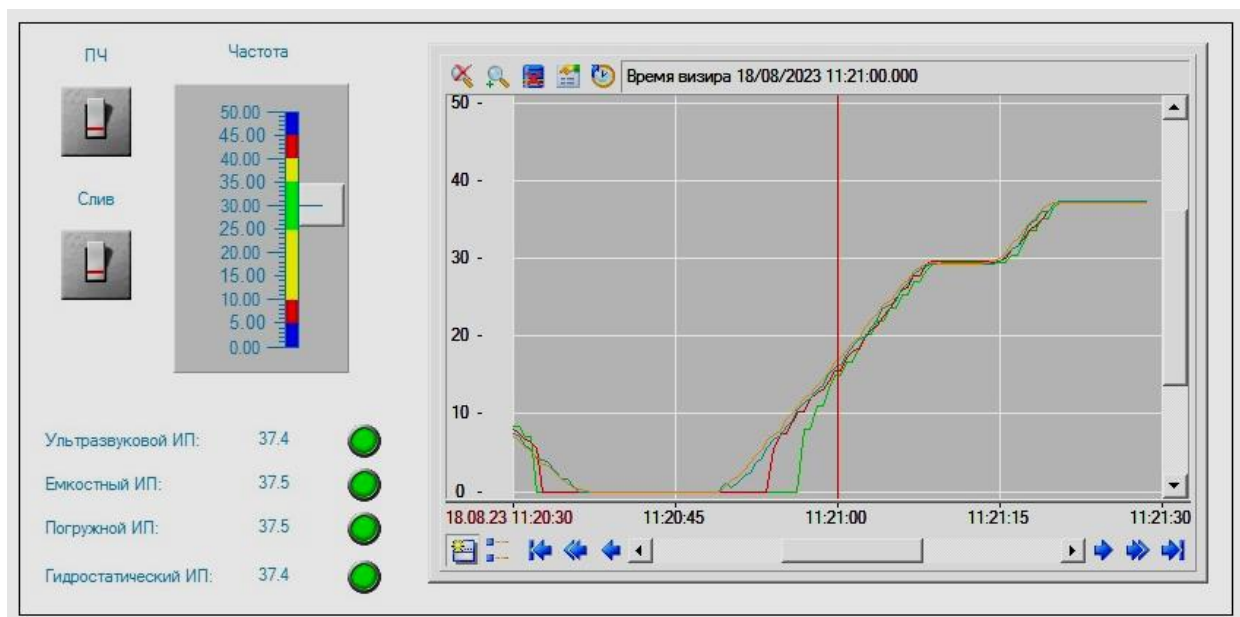 ПЧ
Частота
50.00
45.00
40.00
35.00
30.00
25.00
20.00
15.00
10.00
5.00
0.00
Слив
Ультразвуковой ИП: 37.4
Емкостный ИП: 37.5
Погружной ИП: 37.5
Гидростатический ИП: 37.4
Время визира 18/08/2023 11:21:00.000
50 -
40 -
30 -
20 -
10 -
0 -
18.08.23 11:20:30 11:20:45 11:21:00 11:21:15 11:21:30